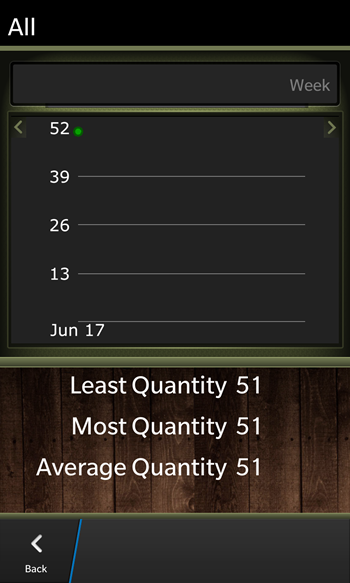 All
Week
52
39
26
13
Jun 17
Least Quantity 51
Most Quantity 51
Average Quantity 51
Back